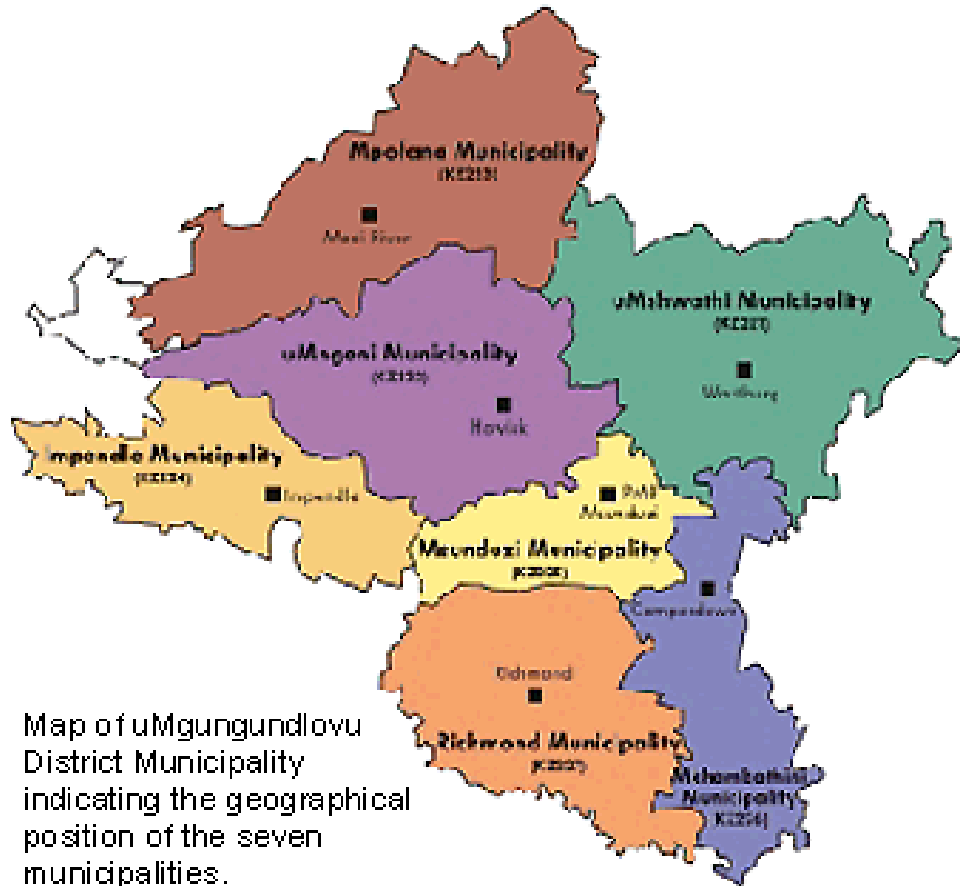 Mpofana Municipality
Mooi River
uMshwathi Municipality
Wartburg
uMngeni Municipality
Howick
Impendle Municipality
Impendle
PMB
Msunduzi
Msunduzi Municipality
Camperdown
Richmond
Richmond Municipality
Mkhambathini
Municipality
Map of uMgungundlovu
District Municipality
indicating the geographical
position of the seven
municipalities.